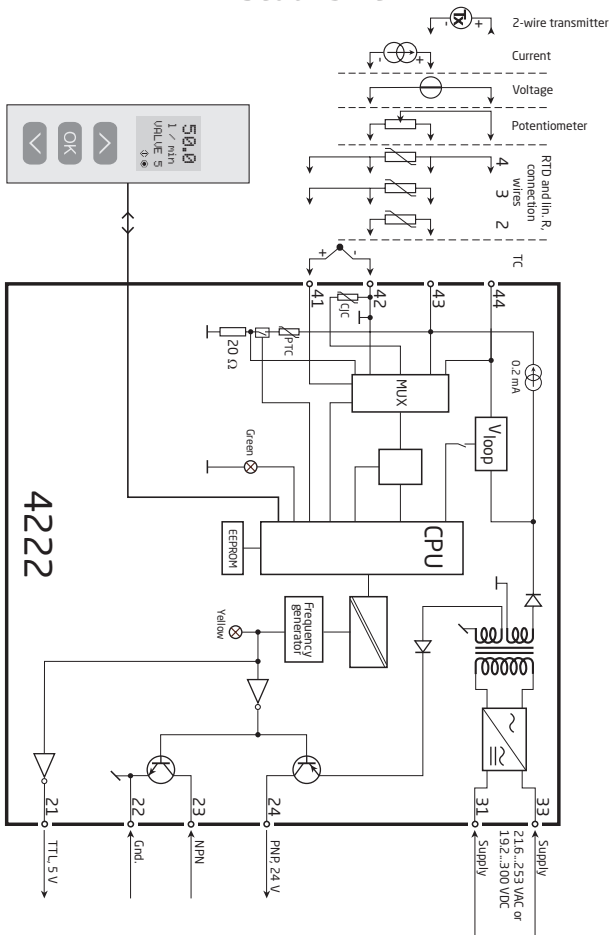 2-wire transmitter
Current
Voltage
Potentiometer
RTD and lin. R,
connection
wires
4
3
2
TC
Tx
+
-
+
-
+
-
50.0
l / min
VALVE 5
OK
41
42
43
44
CJC
PTC
20 Ω
MUX
0.2 mA
Vloop
Green
CPU
EEPROM
4222
Frequency
generator
Yellow
21
22
23
24
31
33
TTL, 5 V
Gnd.
NPN
PNP, 24 V
Supply
Supply
21.6...253 VAC or
19.2...300 VDC